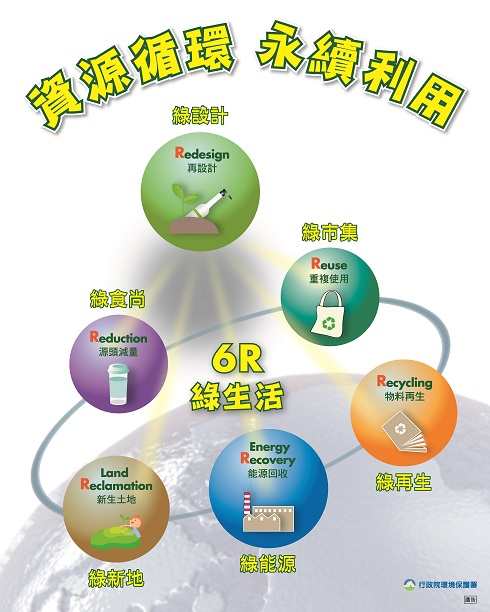 資源循環 永續利用
綠設計
Redesign
再設計
綠市集
Reuse
重複使用
綠食尚
Reduction
源頭減量
6R
綠生活
Recycling
物料再生
綠再生
Energy
Recovery
能源回收
綠能源
Land
Reclamation
新生土地
綠新地
行政院環境保護署
廣告